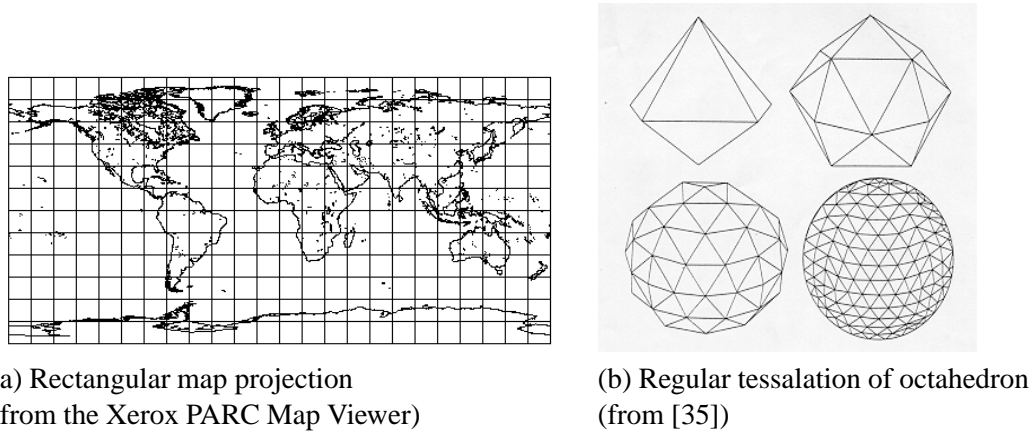 a) Rectangular map projection
from the Xerox PARC Map Viewer)
(b) Regular tessalation of octahedron
(from [35])